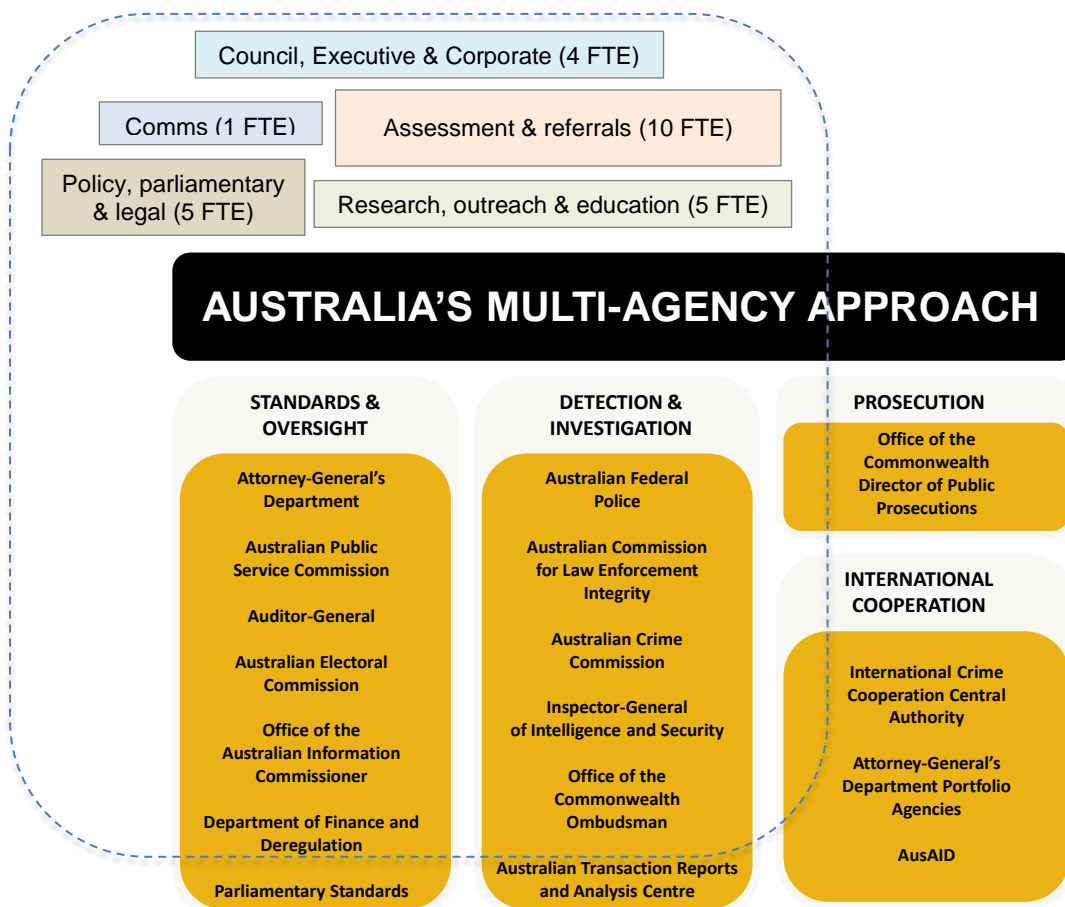 Council, Executive & Corporate (4 FTE)
Comms (1 FTE)
Assessment & referrals (10 FTE)
Policy, parliamentary
& legal (5 FTE)
Research, outreach & education (5 FTE)
AUSTRALIA'S MULTI-AGENCY APPROACH
STANDARDS &
OVERSIGHT
Attorney-General's
Department
Australian Public
Service Commission
Auditor-General
Australian Electoral
Commission
Office of the
Australian Information
Commissioner
Department of Finance and
Deregulation
Parliamentary Standards
DETECTION &
INVESTIGATION
Australian Federal
Police
Australian Commission
for Law Enforcement
Integrity
Australian Crime
Commission
Inspector-General
of Intelligence and Security
Office of the
Commonwealth
Ombudsman
Australian Transaction Reports
and Analysis Centre
PROSECUTION
Office of the
Commonwealth
Director of Public
Prosecutions
INTERNATIONAL
COOPERATION
International Crime
Cooperation Central
Authority
Attorney-General's
Department Portfolio
Agencies
AusAID